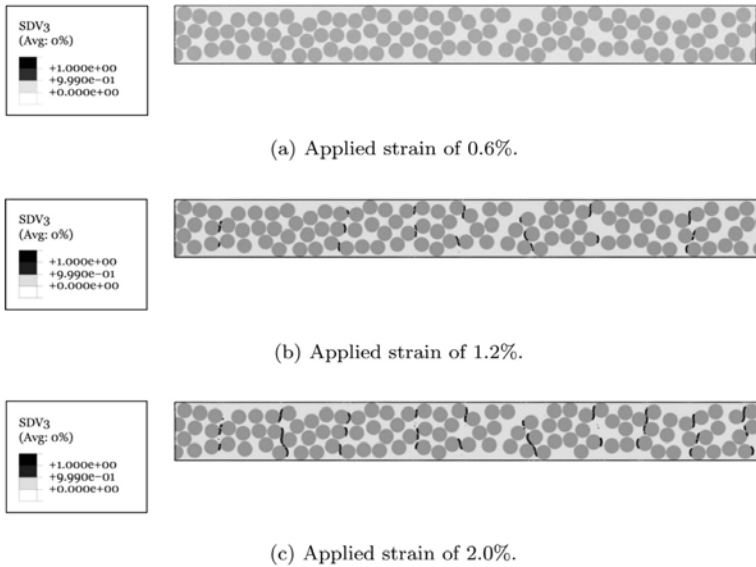 SDV3
(Avg: 0%)
+1.000e+00
+9.990e-01
+0.000e+00
(a) Applied strain of 0.6%.
SDV3
(Avg: 0%)
+1.000e+00
+9.990e-01
+0.000e+00
(b) Applied strain of 1.2%.
SDV3
(Avg: 0%)
+1.000e+00
+9.990e-01
+0.000e+00
(c) Applied strain of 2.0%.